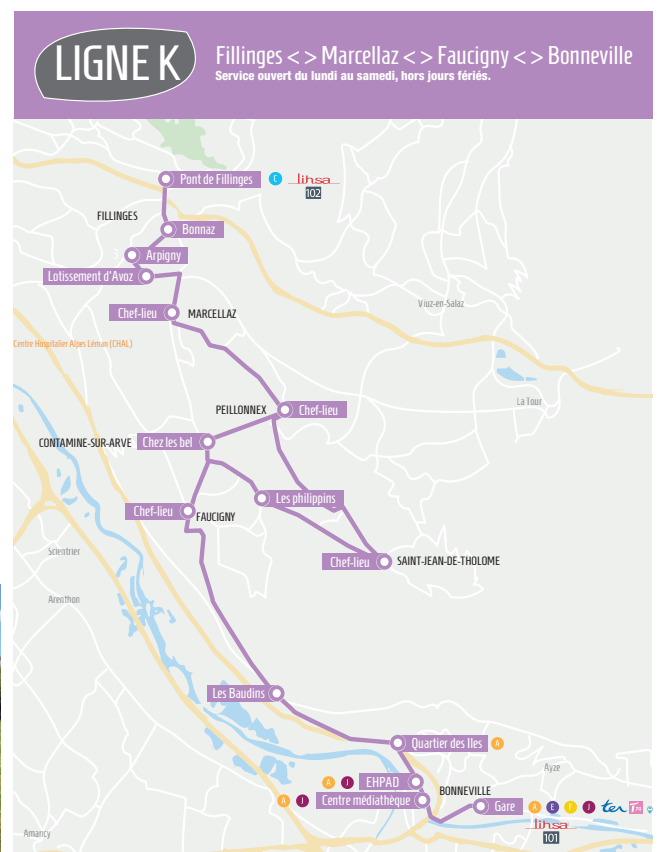 LIGNE K
Fillinges < > Marcellaz < > Faucigny < > Bonneville
Service ouvert du lundi au samedi, hors jours fériés.
Pont de Fillinges C lihsa
102
FILLINGES
Bonnaz
Arpigny
Lotissement d'Avoz
Viuz-en-Salaz
Chef-lieu MARCELLAZ
Centre Hospitalier Alpes Léman (CHAL)
La Tour
PEILLONNEX Chef-lieu
CONTAMINE-SUR-ARVE Chez les bel
Les philippins
Chef-lieu FAUCIGNY
Scientrier
Chef-lieu SAINT-JEAN-DE-THOLOME
Arenthon
Les Baudins
Quartier des Iles A
Ayze
A J EHPAD
BONNEVILLE
A J Centre médiathèque
Gare A E F J ter
lihsa
101
Amancy